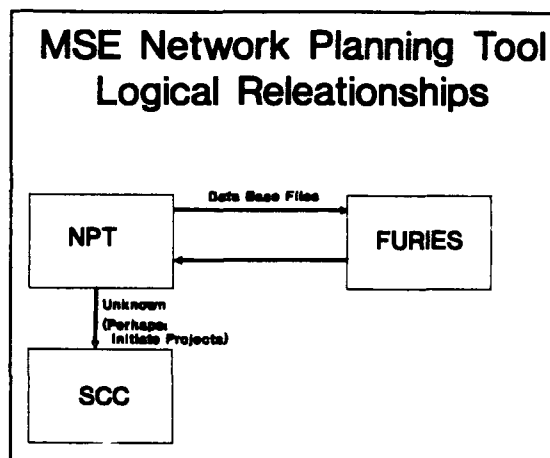 MSE Network Planning Tool
Logical Releationships
Data Base Files
NPT
FURIES
Unknown
(Perhaps:
Initiate Projects)
SCC